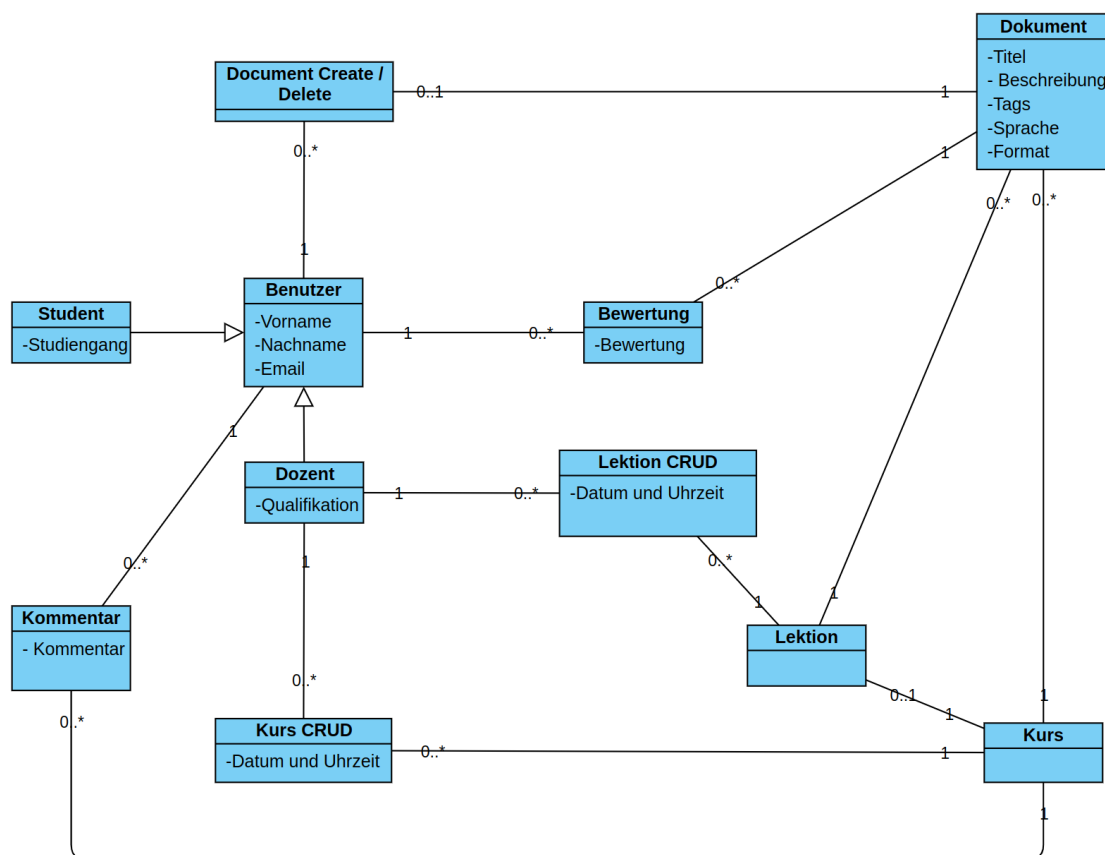 Dokument
-Titel
- Beschreibung
-Tags
-Sprache
-Format
Document Create /
Delete
0..1
1
0..*
1
1
0..*
0..*
0..*
Benutzer
-Vorname
-Nachname
-Email
Student
-Studiengang
Bewertung
-Bewertung
1
0..*
1
Dozent
-Qualifikation
Lektion CRUD
-Datum und Uhrzeit
1
0..*
1
0..*
0..*
1
1
Kommentar
- Kommentar
Lektion
0..*
0..*
0..1
1
1
Kurs CRUD
-Datum und Uhrzeit
Kurs
0..*
1
1